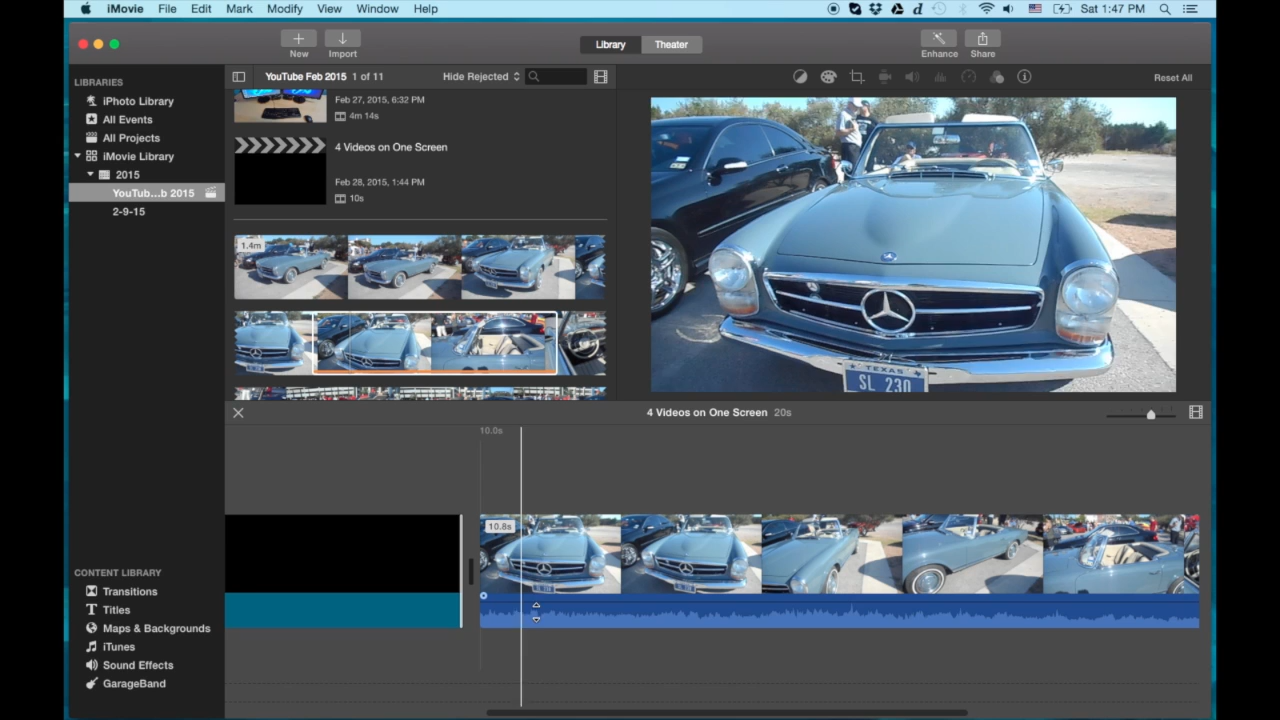 iMovie File Edit Mark Modify View Window Help
Sat 1:47 PM
New
Import
Library
Theater
Enhance
Share
LIBRARIES
iPhoto Library
All Events
All Projects
iMovie Library
2015
YouTub...b 2015
2-9-15
YouTube Feb 2015 1 of 11
Hide Rejected
Reset All
Feb 27, 2015, 6:32 PM
4m 14s
4 Videos on One Screen
Feb 28, 2015, 1:44 PM
10s
1.4m
TEXAS
SL 230
4 Videos on One Screen 20s
10.0s
10.8s
CONTENT LIBRARY
Transitions
Titles
Maps & Backgrounds
iTunes
Sound Effects
GarageBand